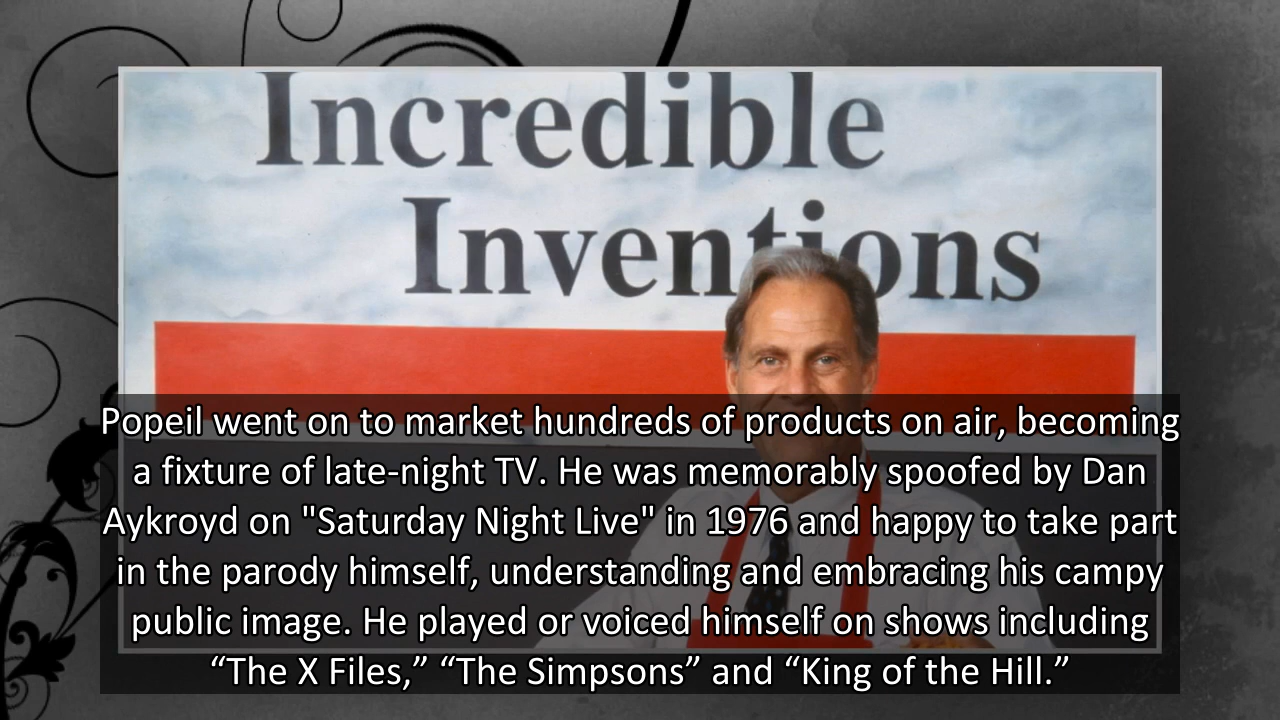 Incredible
Inventions
Popeil went on to market hundreds of products on air, becoming
a fixture of late-night TV. He was memorably spoofed by Dan
Aykroyd on "Saturday Night Live" in 1976 and happy to take part
in the parody himself, understanding and embracing his campy
public image. He played or voiced himself on shows including
“The X Files,” “The Simpsons” and “King of the Hill.”